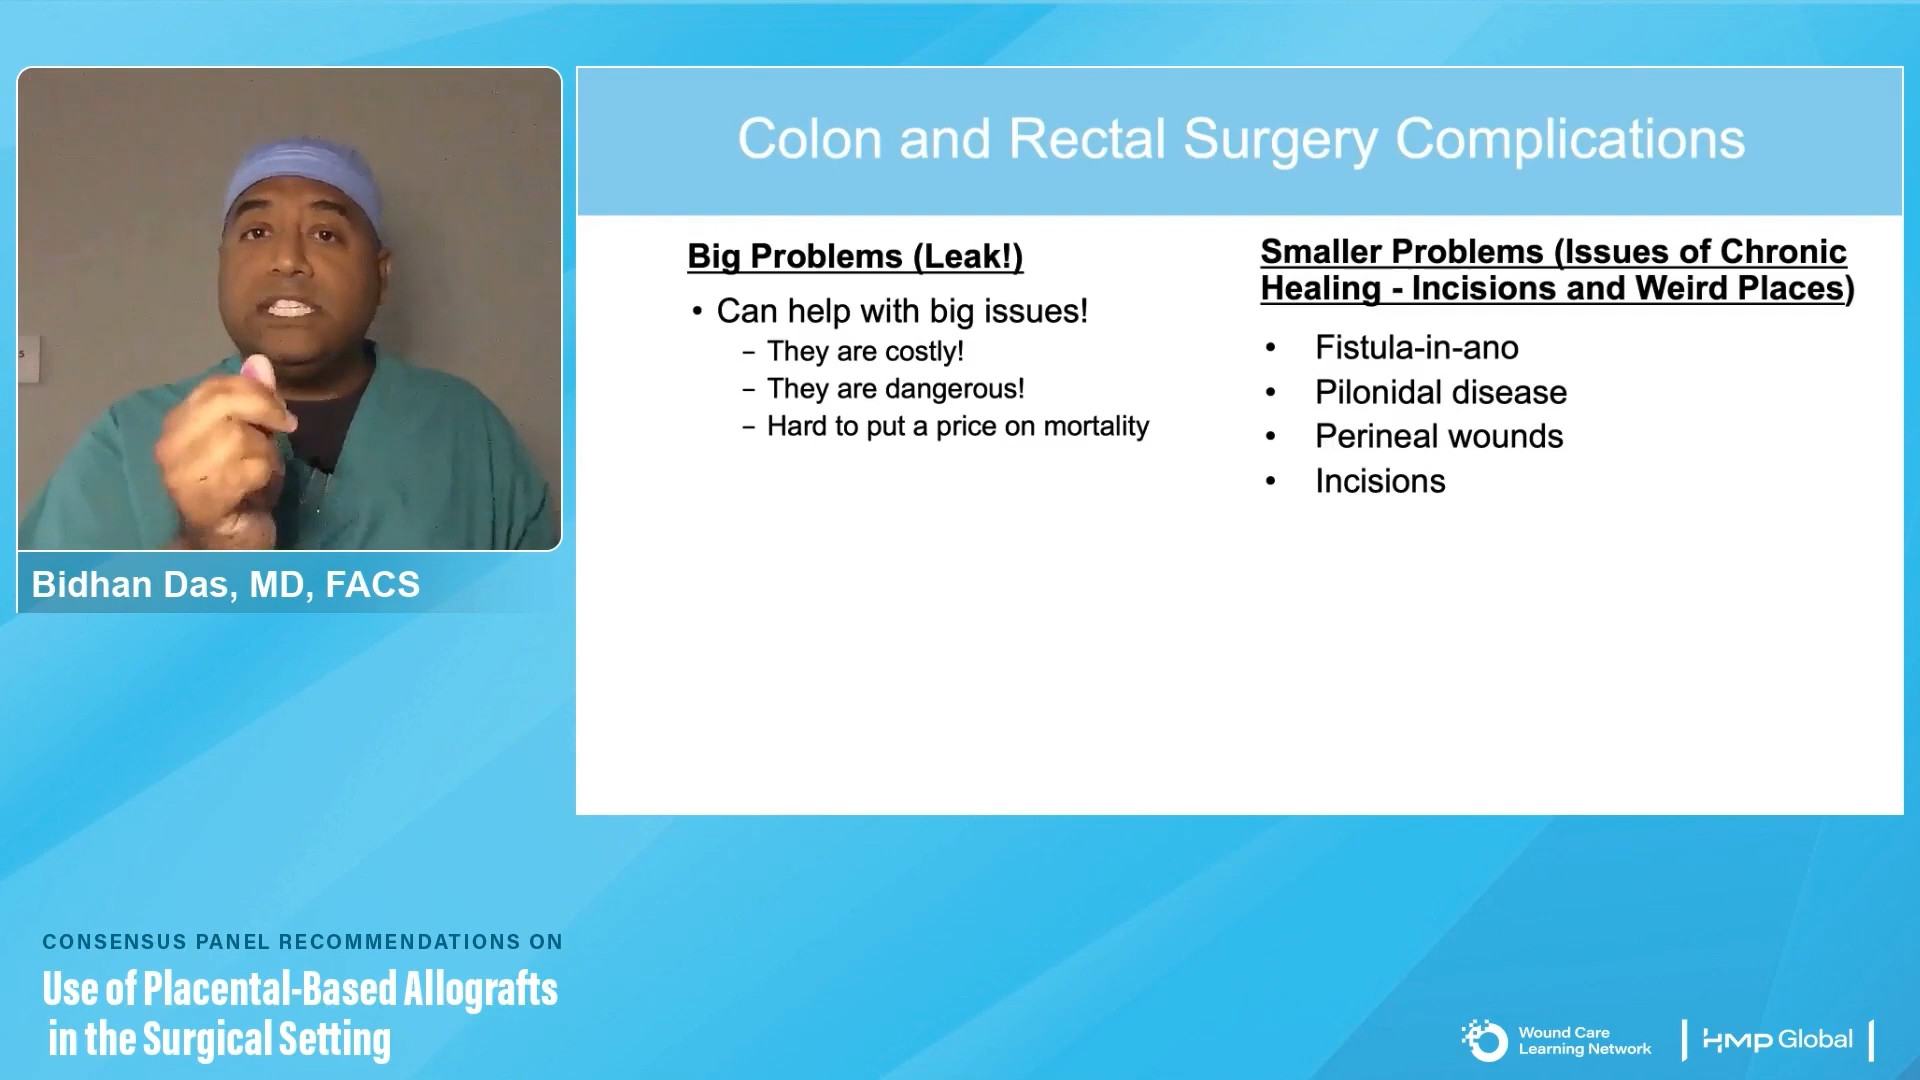 Colon and Rectal Surgery Complications
Big Problems (Leak!)
• Can help with big issues!
– They are costly!
– They are dangerous!
– Hard to put a price on mortality
Smaller Problems (Issues of Chronic
Healing - Incisions and Weird Places)
• Fistula-in-ano
• Pilonidal disease
• Perineal wounds
• Incisions
5
Bidhan Das, MD, FACS
CONSENSUS PANEL RECOMMENDATIONS ON
Use of Placental-Based Allografts
in the Surgical Setting
Wound Care
Learning Network
HMP Global